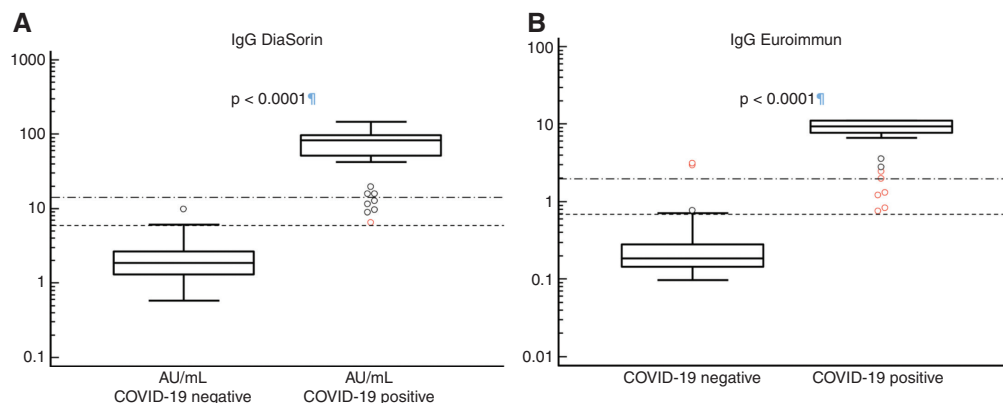 A
IgG DiaSorin
1000
100
10
1
0.1
p < 0.0001¶
AU/mL
COVID-19 negative
AU/mL
COVID-19 positive
B
IgG Euroimmun
100
10
1
0.1
0.01
p < 0.0001¶
COVID-19 negative
COVID-19 positive